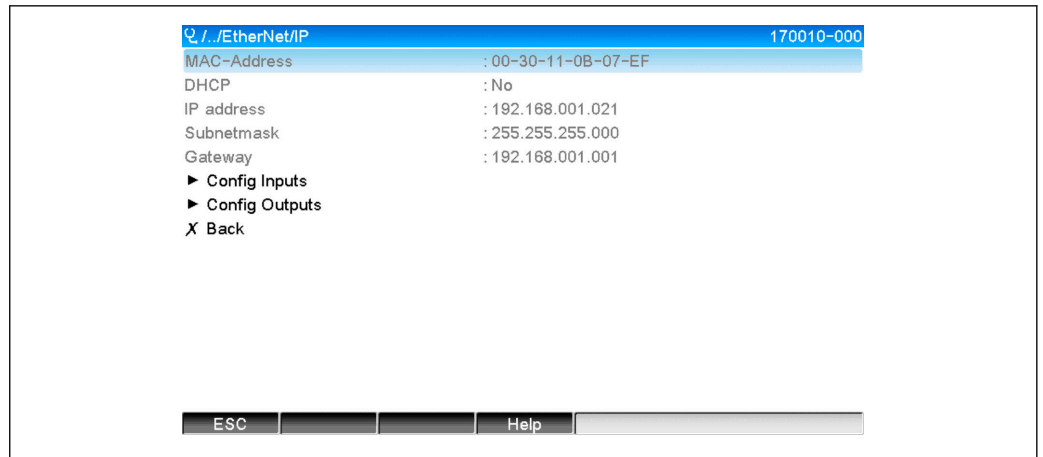 /../EtherNet/IP 170010-000
MAC-Address : 00-30-11-0B-07-EF
DHCP : No
IP address : 192.168.001.021
Subnetmask : 255.255.255.000
Gateway : 192.168.001.001
► Config Inputs
► Config Outputs
X Back
ESC Help